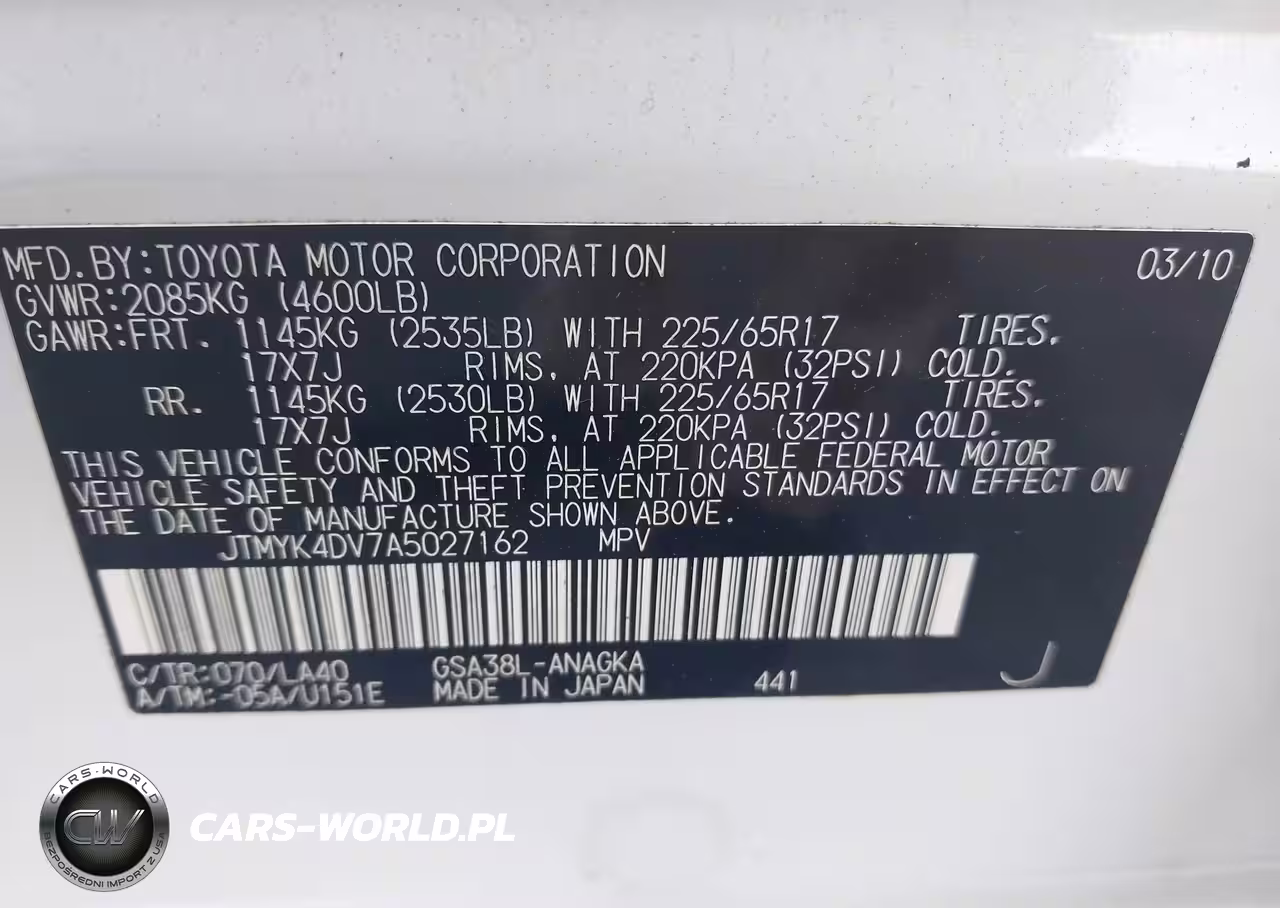 MFD.BY:TOYOTA MOTOR CORPORATION 03/10
GVWR:2085KG (4600LB)
GAWR:FRT. 1145KG (2535LB) WITH 225/65R17 TIRES.
17X7J RIMS, AT 220KPA (32PSI) COLD.
RR. 1145KG (2530LB) WITH 225/65R17 TIRES.
17X7J RIMS, AT 220KPA (32PSI) COLD.
THIS VEHICLE CONFORMS TO ALL APPLICABLE FEDERAL MOTOR
VEHICLE SAFETY AND THEFT PREVENTION STANDARDS IN EFFECT ON
THE DATE OF MANUFACTURE SHOWN ABOVE.
JTMYK4DV7A5027162 MPV
C/TR:070/LA40 GSA38L-ANAGKA 441 J
A/TM:-05A/U151E MADE IN JAPAN
CARS-WORLD
CW
BEZPOŚREDNI IMPORT Z USA
CARS-WORLD.PL